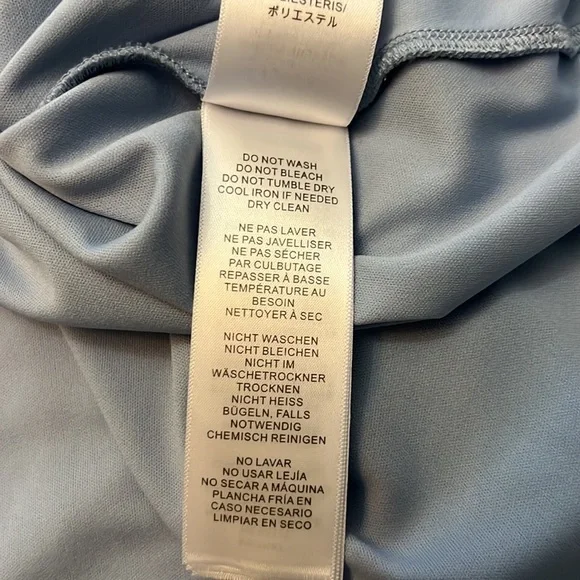 ポリエステル
DO NOT WASH
DO NOT BLEACH
DO NOT TUMBLE DRY
COOL IRON IF NEEDED
DRY CLEAN
NE PAS LAVER
NE PAS JAVELLISER
NE PAS SÉCHER
PAR CULBUTAGE
REPASSER À BASSE
TEMPÉRATURE AU
BESOIN
NETTOYER À SEC
NICHT WASCHEN
NICHT BLEICHEN
NICHT IM
WÄSCHETROCKNER
TROCKNEN
NICHT HEISS
BÜGELN, FALLS
NOTWENDIG
CHEMISCH REINIGEN
NO LAVAR
NO USAR LEJÍA
NO SECAR A MÁQUINA
PLANCHA FRÍA EN
CASO NECESARIO
LIMPIAR EN SECO